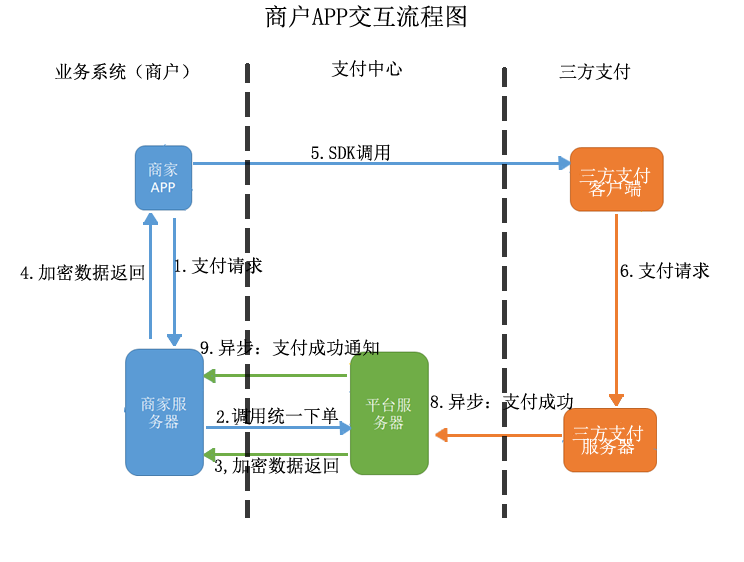 商户APP交互流程图
业务系统（商户）
支付中心
三方支付
5.SDK调用
商家
APP
三方支付
客户端
4.加密数据返回
1.支付请求
6.支付请求
9.异步：支付成功通知
商家服
务器
平台服
务器
8.异步：支付成功
2.调用统一下单
3,加密数据返回
三方支付
服务器